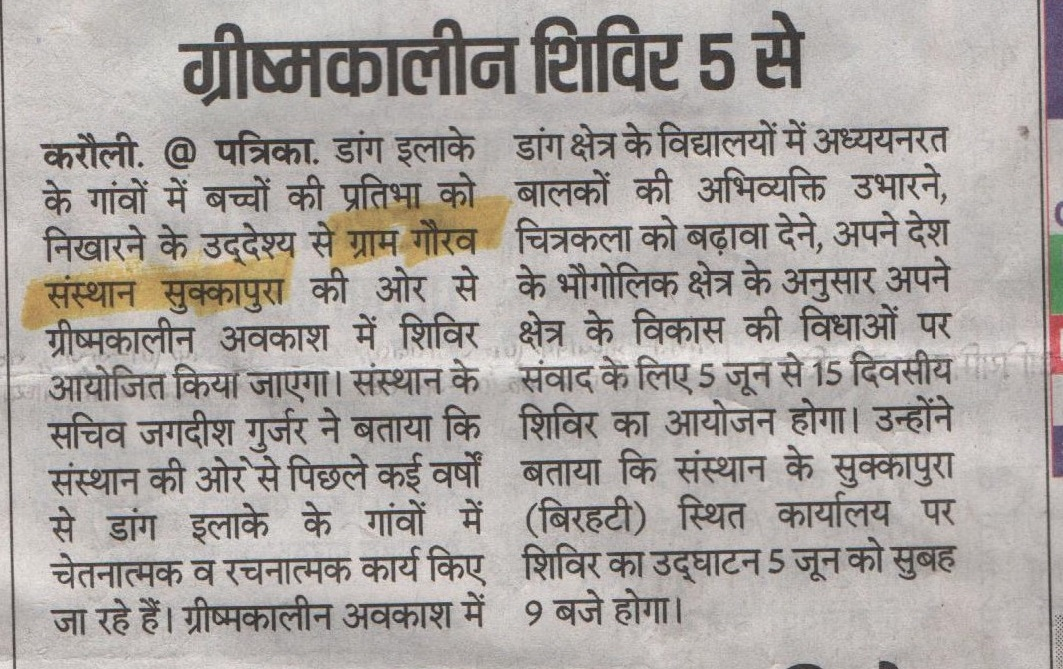 ग्रीष्मकालीन शिविर 5 से
करौली. @ पत्रिका. डांग इलाके
के गांवों में बच्चों की प्रतिभा को
निखारने के उद्देश्य से ग्राम गौरव
संस्थान सुक्कापुरा की ओर से
ग्रीष्मकालीन अवकाश में शिविर
आयोजित किया जाएगा। संस्थान के
सचिव जगदीश गुर्जर ने बताया कि
संस्थान की ओर से पिछले कई वर्षों
से डांग इलाके के गांवों में
चेतनात्मक व रचनात्मक कार्य किए
जा रहे हैं। ग्रीष्मकालीन अवकाश में
डांग क्षेत्र के विद्यालयों में अध्ययनरत
बालकों की अभिव्यक्ति उभारने,
चित्रकला को बढ़ावा देने, अपने देश
के भौगोलिक क्षेत्र के अनुसार अपने
क्षेत्र के विकास की विधाओं पर
संवाद के लिए 5 जून से 15 दिवसीय
शिविर का आयोजन होगा। उन्होंने
बताया कि संस्थान के सुक्कापुरा
(बिरहटी) स्थित कार्यालय पर
शिविर का उद्घाटन 5 जून को सुबह
9 बजे होगा।